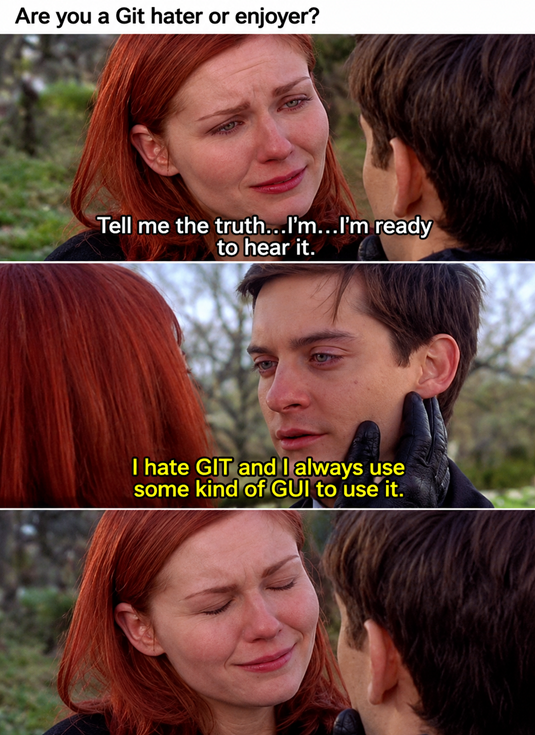 Are you a Git hater or enjoyer?
Tell me the truth...I'm...I'm ready
to hear it.
I hate GIT and I always use
some kind of GUI to use it.